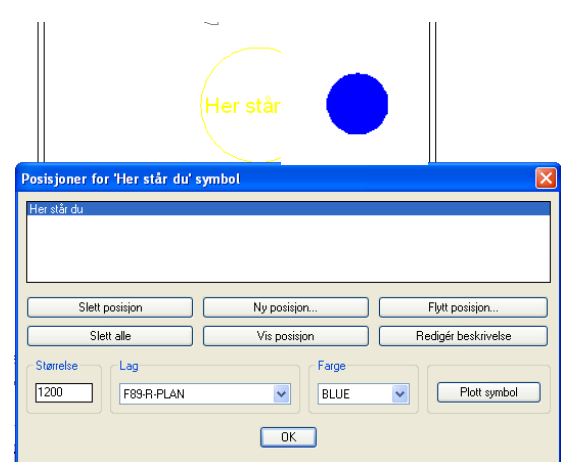 Her står
Posisjoner for 'Her står du' symbol
Her står du
Slett posisjon Ny posisjon... Flytt posisjon...
Slett alle Vis posisjon Redigér beskrivelse
Størrelse Lag Farge
1200 F89-R-PLAN BLUE Plott symbol
OK